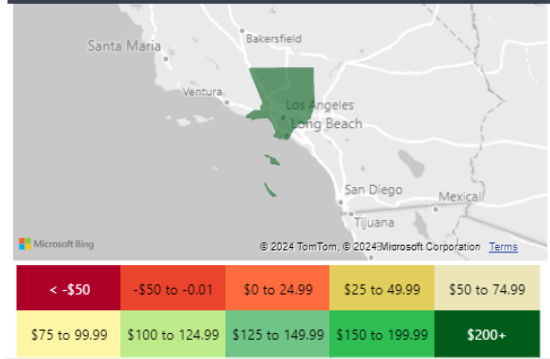 Bakersfield
Santa Maria
Ventura
Los Angeles
Long Beach
San Diego
Mexicali
Tijuana
Microsoft Bing
© 2024 TomTom, © 2024 Microsoft Corporation Terms
< -$50 -$50 to -0.01 $0 to 24.99 $25 to 49.99 $50 to 74.99
$75 to 99.99 $100 to 124.99 $125 to 149.99 $150 to 199.99 $200+